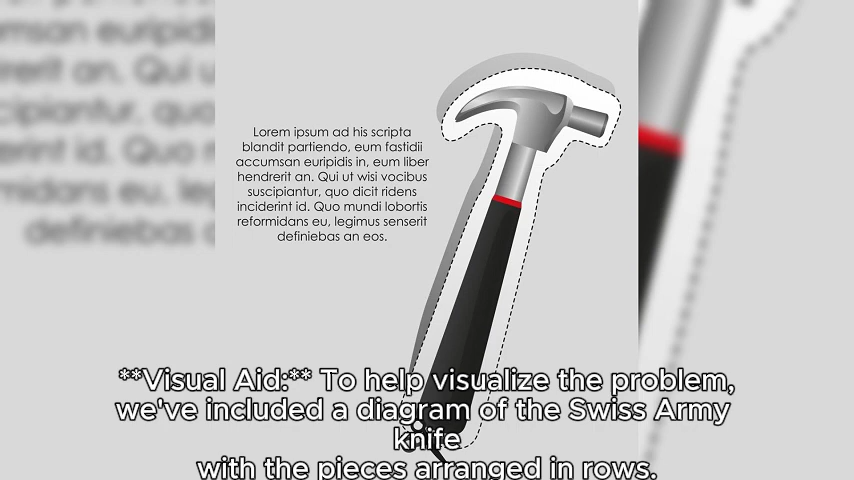 Lorem ipsum ad his scripta
blandit partiendo, eum fastidii
accumsan euripidis in, eum liber
hendrerit an. Qui ut wisi vocibus
suscipiantur, quo dicit ridens
inciderint id. Quo mundi lobortis
reformidans eu, legimus senserit
definiebas an eos.
**Visual Aid:** To help visualize the problem,
we've included a diagram of the Swiss Army
knife
with the pieces arranged in rows.